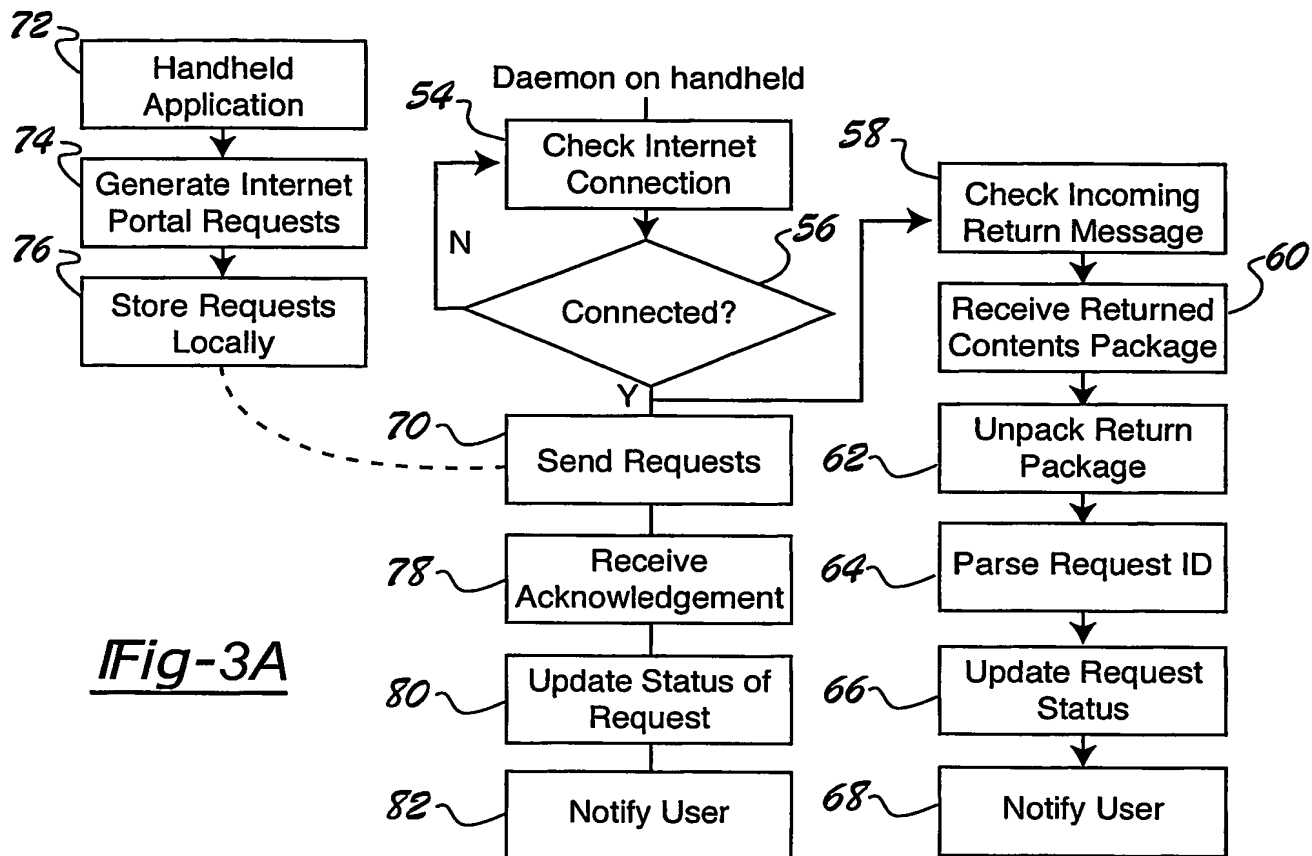 72
Handheld
Application
74
Generate Internet
Portal Requests
76
Store Requests
Locally
Daemon on handheld
54
Check Internet
Connection
N
56
Connected?
Y
70
Send Requests
78
Receive
Acknowledgement
80
Update Status of
Request
82
Notify User
58
Check Incoming
Return Message
60
Receive Returned
Contents Package
62
Unpack Return
Package
64
Parse Request ID
66
Update Request
Status
68
Notify User
Fig-3A